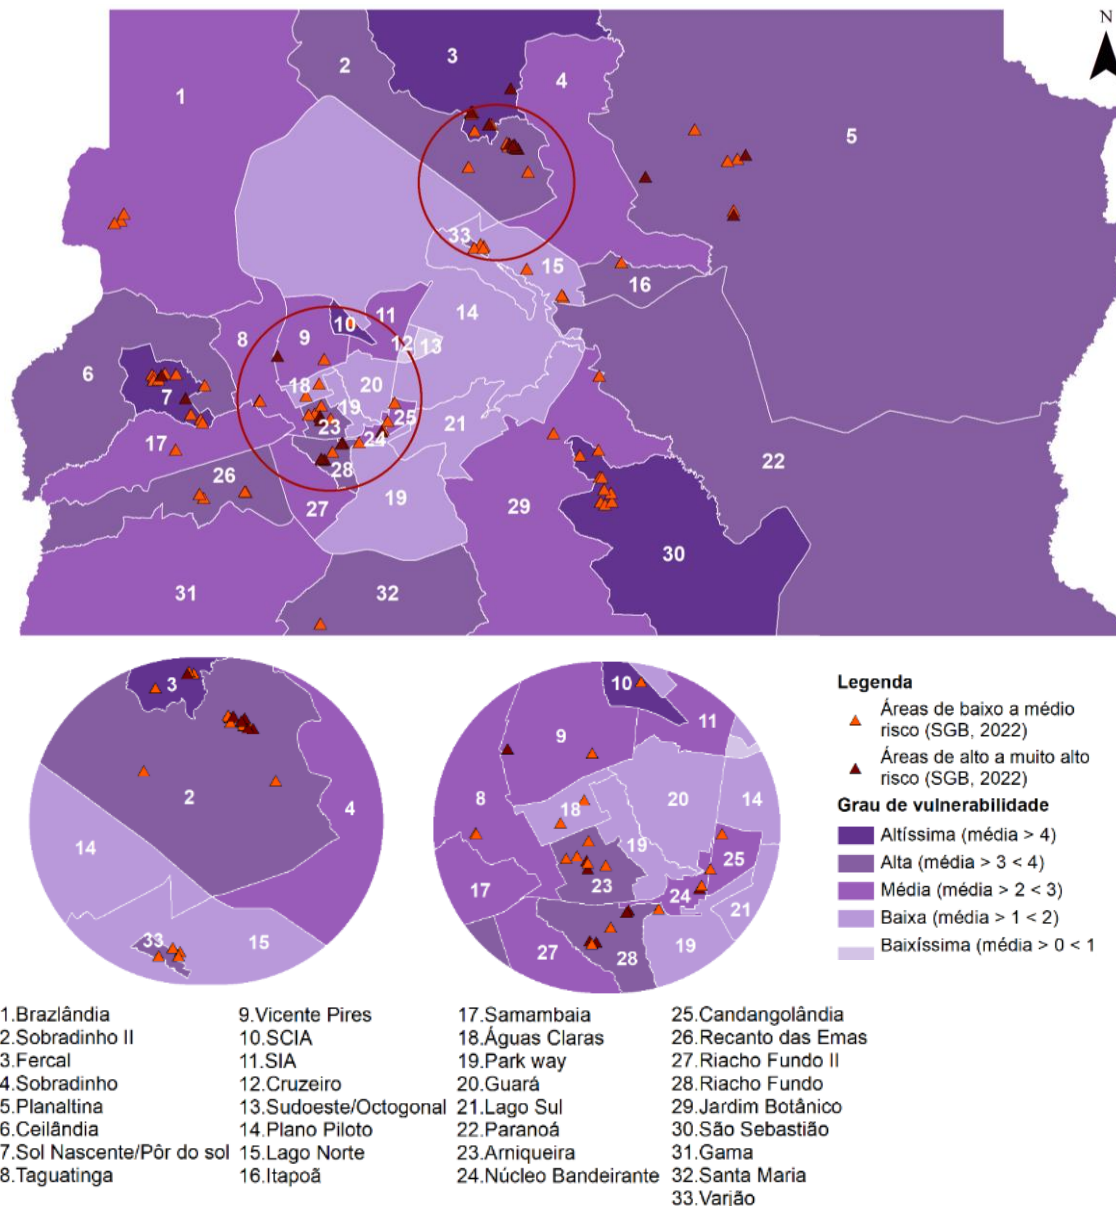 N
2
3
4
1
5
33
15
16
14
10
11
12
13
9
8
6
7
18
20
19
23
25
24
21
17
28
26
27
19
29
22
30
31
32
3
2
4
14
33
15
10
11
9
8
18
20
14
19
25
23
17
24
21
27
28
19
Legenda
Áreas de baixo a médio
risco (SGB, 2022)
Áreas de alto a muito alto
risco (SGB, 2022)
Grau de vulnerabilidade
Altíssima (média > 4)
Alta (média > 3 < 4)
Média (média > 2 < 3)
Baixa (média > 1 < 2)
Baixíssima (média > 0 < 1
1.Brazlândia
2.Sobradinho II
3.Fercal
4.Sobradinho
5.Planaltina
6.Ceilândia
7.Sol Nascente/Pôr do sol
8.Taguatinga
9.Vicente Pires
10.SCIA
11.SIA
12.Cruzeiro
13.Sudoeste/Octogonal
14.Plano Piloto
15.Lago Norte
16.Itapoã
17.Samambaia
18.Águas Claras
19.Park way
20.Guará
21.Lago Sul
22.Paranoá
23.Arniqueira
24.Núcleo Bandeirante
25.Candangolândia
26.Recanto das Emas
27.Riacho Fundo II
28.Riacho Fundo
29.Jardim Botânico
30.São Sebastião
31.Gama
32.Santa Maria
33.Varjão